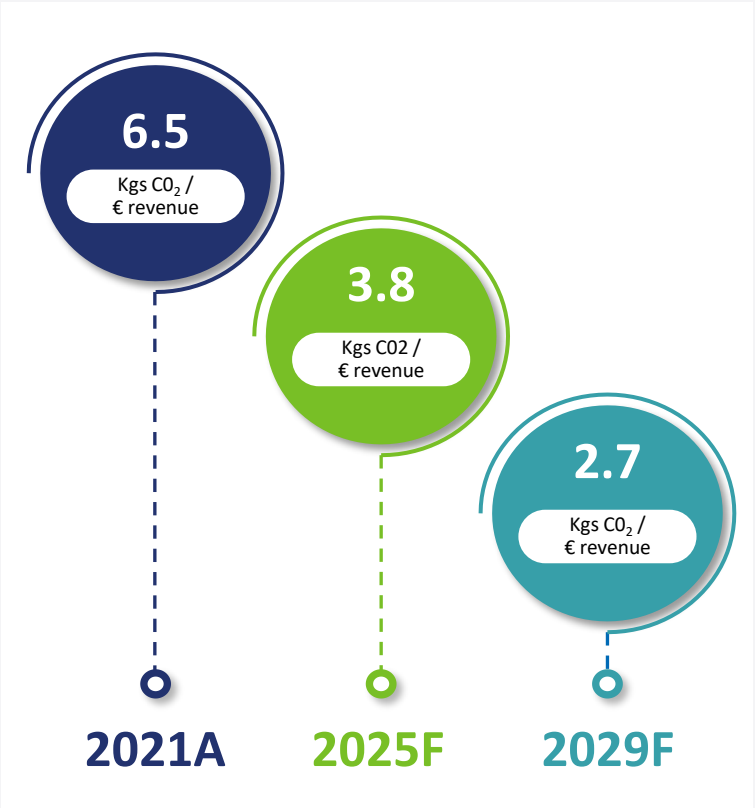 6.5
Kgs C0₂ /
€ revenue
3.8
Kgs C02 /
€ revenue
2.7
Kgs C0₂ /
€ revenue
2021A
2025F
2029F